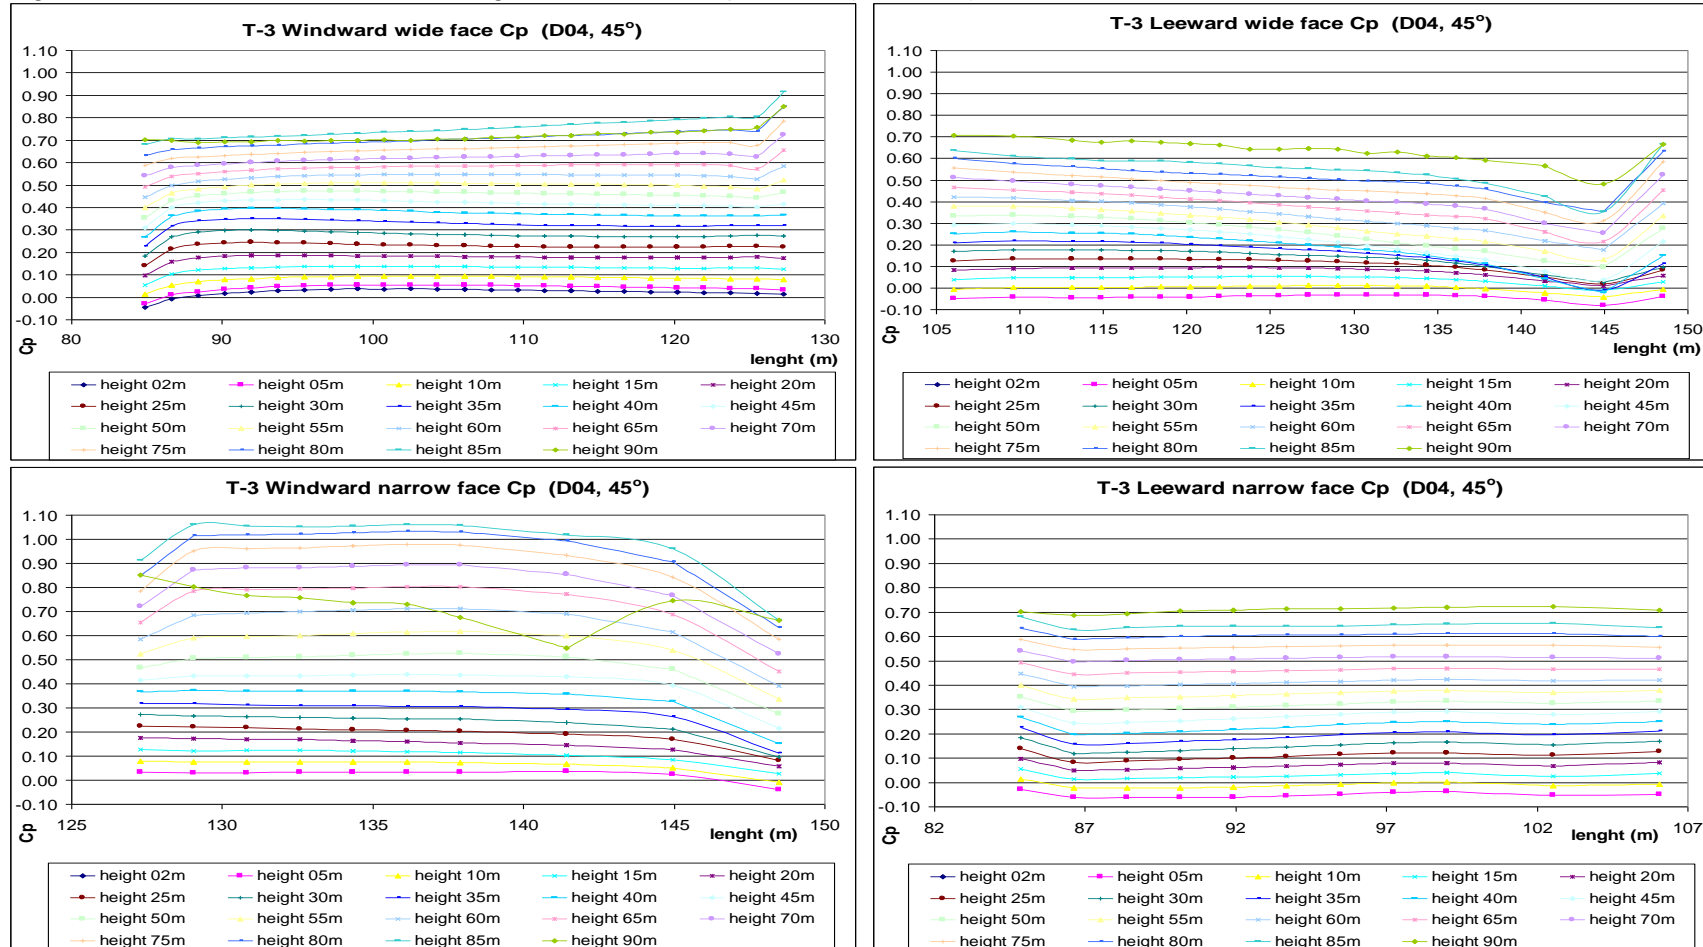 T-3 Windward wide face Cp (D04, 45°)
1.10
1.00
0.90
0.80
0.70
0.60
0.50
0.40
0.30
0.20
0.10
0.00
-0.10
80 90 100 110 120 130
Cp
lenght (m)
height 02m height 05m height 10m height 15m height 20m
height 25m height 30m height 35m height 40m height 45m
height 50m height 55m height 60m height 65m height 70m
height 75m height 80m height 85m height 90m
T-3 Leeward wide face Cp (D04, 45°)
1.10
1.00
0.90
0.80
0.70
0.60
0.50
0.40
0.30
0.20
0.10
0.00
-0.10
105 110 115 120 125 130 135 140 145 150
Cp
lenght (m)
height 02m height 05m height 10m height 15m height 20m
height 25m height 30m height 35m height 40m height 45m
height 50m height 55m height 60m height 65m height 70m
height 75m height 80m height 85m height 90m
T-3 Windward narrow face Cp (D04, 45°)
1.10
1.00
0.90
0.80
0.70
0.60
0.50
0.40
0.30
0.20
0.10
0.00
-0.10
125 130 135 140 145 150
Cp
lenght (m)
height 02m height 05m height 10m height 15m height 20m
height 25m height 30m height 35m height 40m height 45m
height 50m height 55m height 60m height 65m height 70m
height 75m height 80m height 85m height 90m
T-3 Leeward narrow face Cp (D04, 45°)
1.10
1.00
0.90
0.80
0.70
0.60
0.50
0.40
0.30
0.20
0.10
0.00
-0.10
82 87 92 97 102 107
Cp
lenght (m)
height 02m height 05m height 10m height 15m height 20m
height 25m height 30m height 35m height 40m height 45m
height 50m height 55m height 60m height 65m height 70m
height 75m height 80m height 85m height 90m